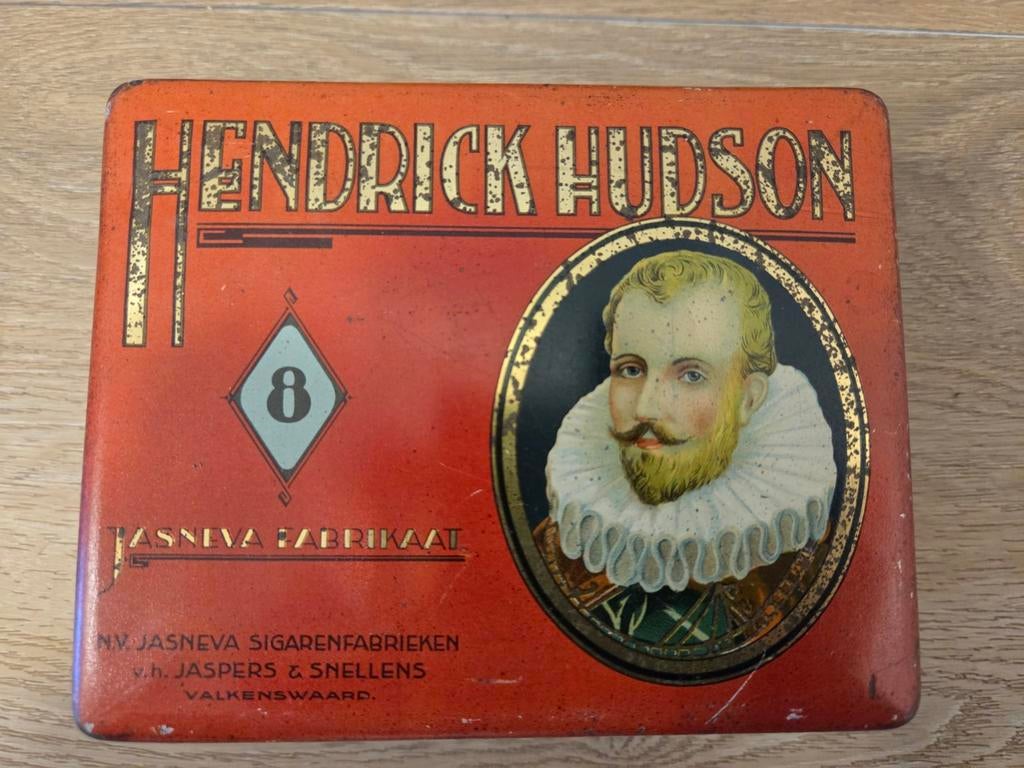 HENDRICK HUDSON
8
JASNEVA FABRIKAAT
N.V. JASNEVA SIGARENFABRIEKEN
v.h. JASPERS & SNELLENS
VALKENSWAARD.